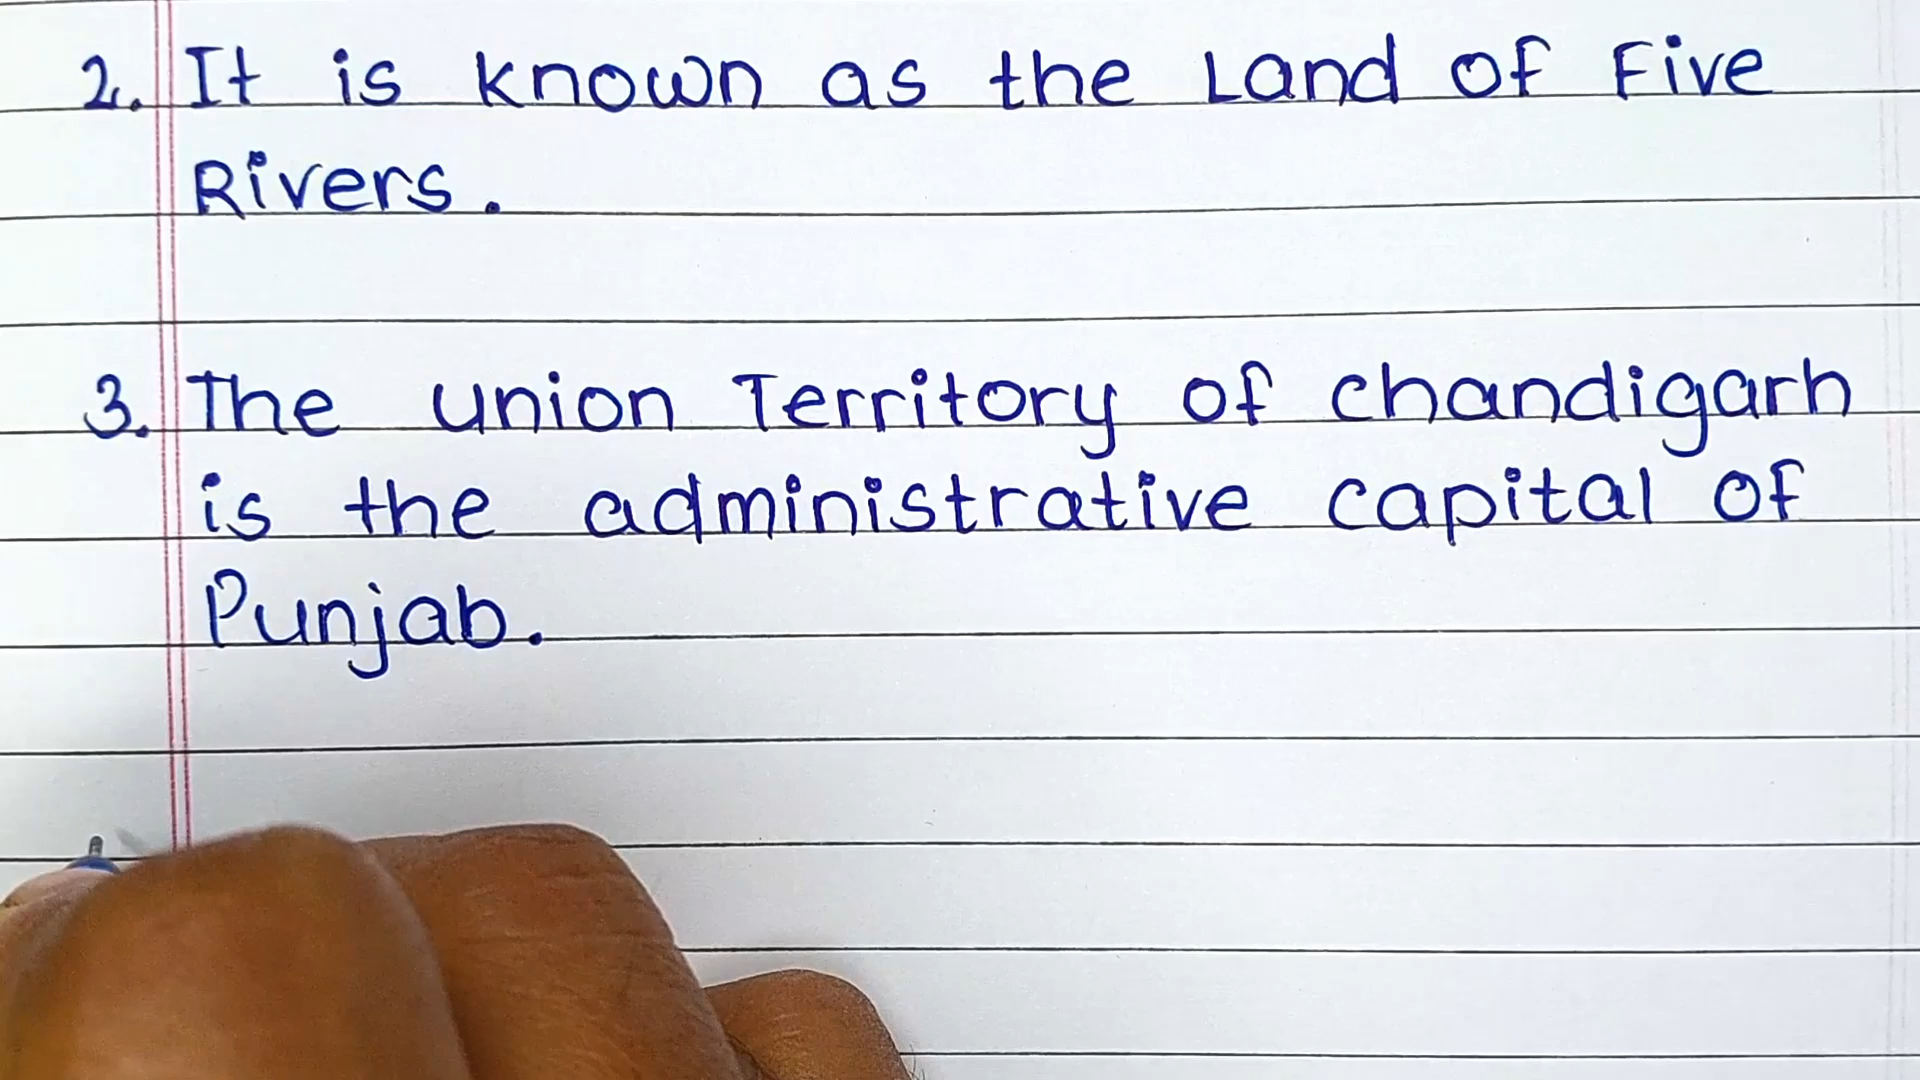 2. It is known as the Land of Five
Rivers.
3. The union Territory of chandigarh
is the administrative capital of
Punjab.